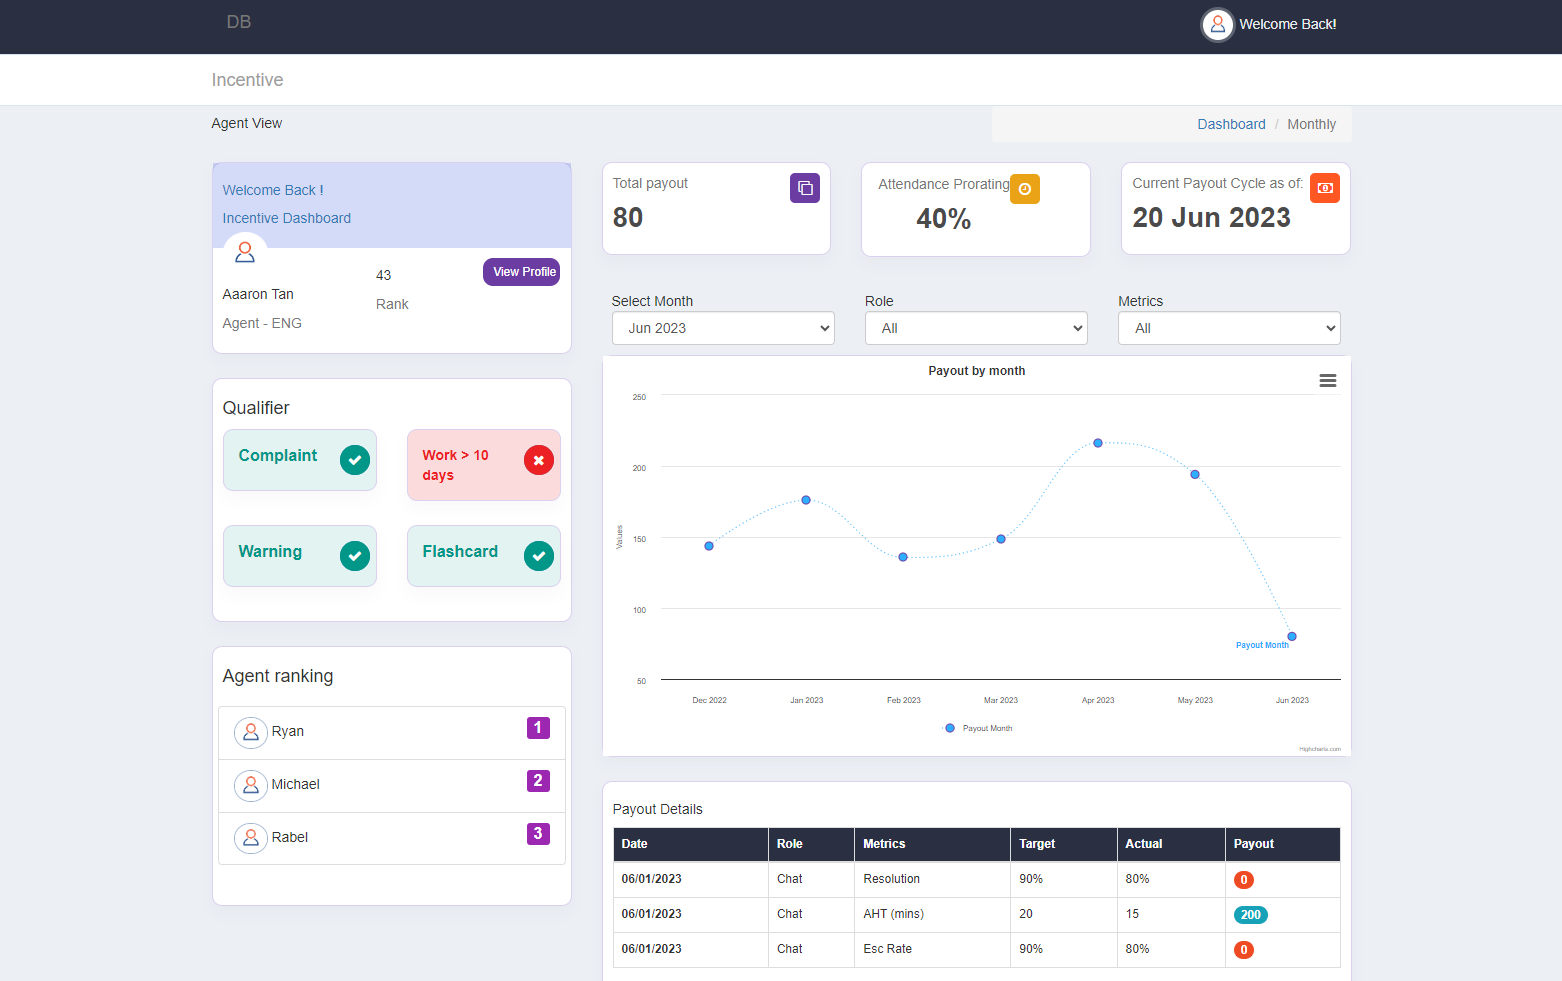 DB
Welcome Back!
Incentive
Agent View
Dashboard / Monthly
Welcome Back !
Incentive Dashboard
Aaaron Tan
Agent - ENG
43
Rank
View Profile
Total payout
80
Attendance Prorating
40%
Current Payout Cycle as of:
20 Jun 2023
Select Month
Jun 2023
Role
All
Metrics
All
Qualifier
Complaint
Work > 10
days
Warning
Flashcard
Agent ranking
Ryan 1
Michael 2
Rabel 3
Payout by month
Values
250
200
150
100
50
Payout Month
Dec 2022 Jan 2023 Feb 2023 Mar 2023 Apr 2023 May 2023 Jun 2023
Payout Month
Highcharts.com
Payout Details
Date Role Metrics Target Actual Payout
06/01/2023 Chat Resolution 90% 80% 0
06/01/2023 Chat AHT (mins) 20 15 200
06/01/2023 Chat Esc Rate 90% 80% 0